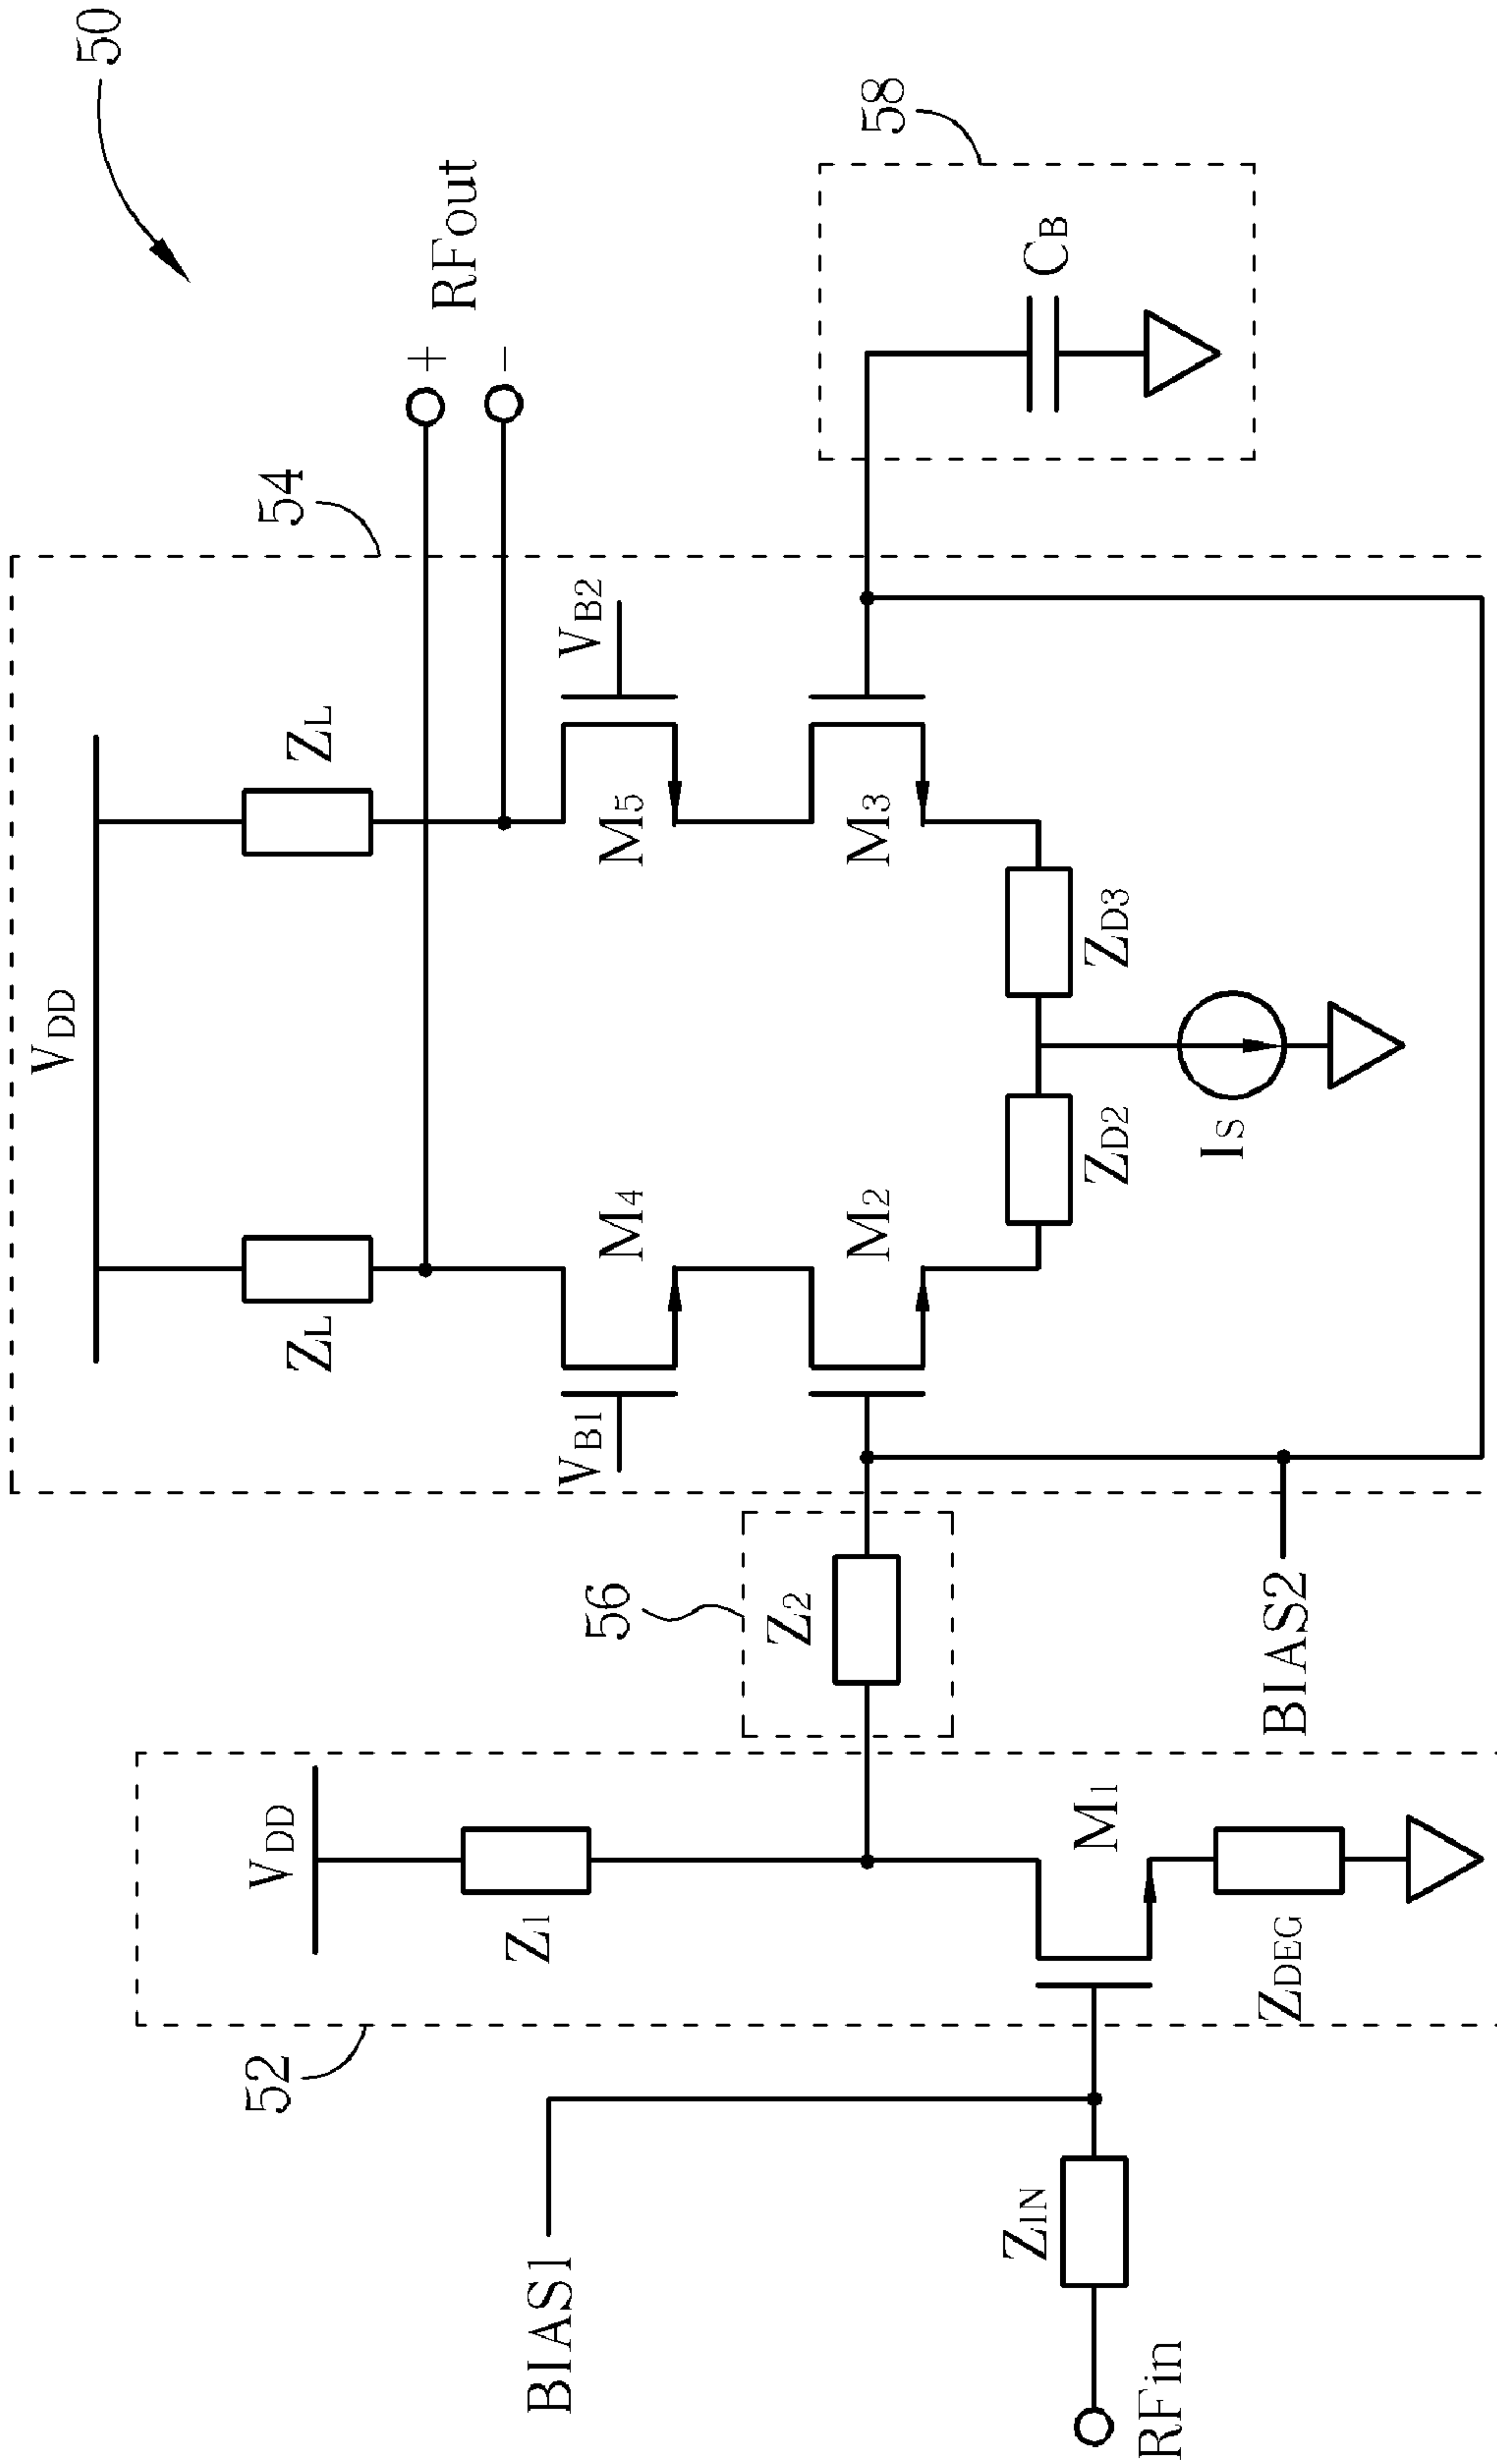 50
54
VDD
ZL
ZL
+
RFout
-
58
52
VDD
Z1
56
Z2
VB1
M4
M5
VB2
M2
M3
CB
BIAS1
M1
ZD2
ZD3
ZIN
ZDEG
IS
RFin
BIAS2